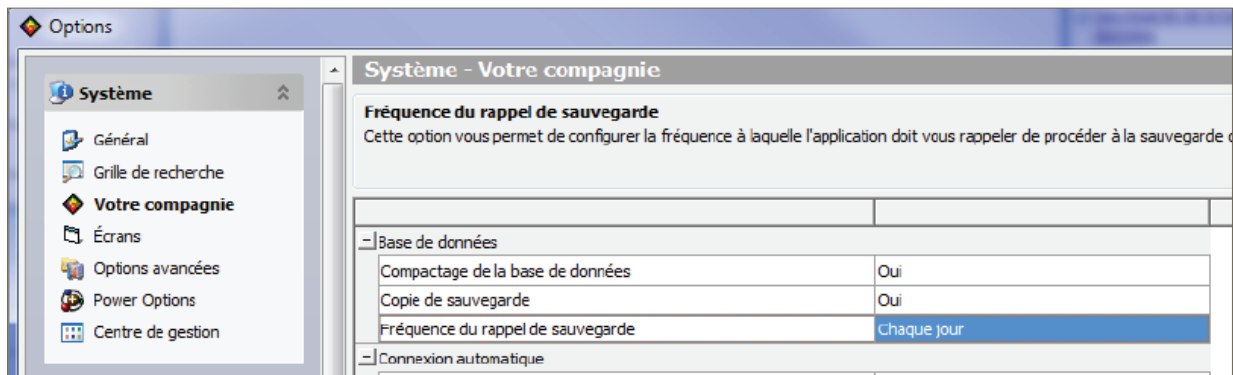 Options
Système
Général
Grille de recherche
Votre compagnie
Écrans
Options avancées
Power Options
Centre de gestion
Système - Votre compagnie
Fréquence du rappel de sauvegarde
Cette option vous permet de configurer la fréquence à laquelle l'application doit vous rappeler de procéder à la sauvegarde
Base de données
Compactage de la base de données Oui
Copie de sauvegarde Oui
Fréquence du rappel de sauvegarde Chaque jour
Connexion automatique